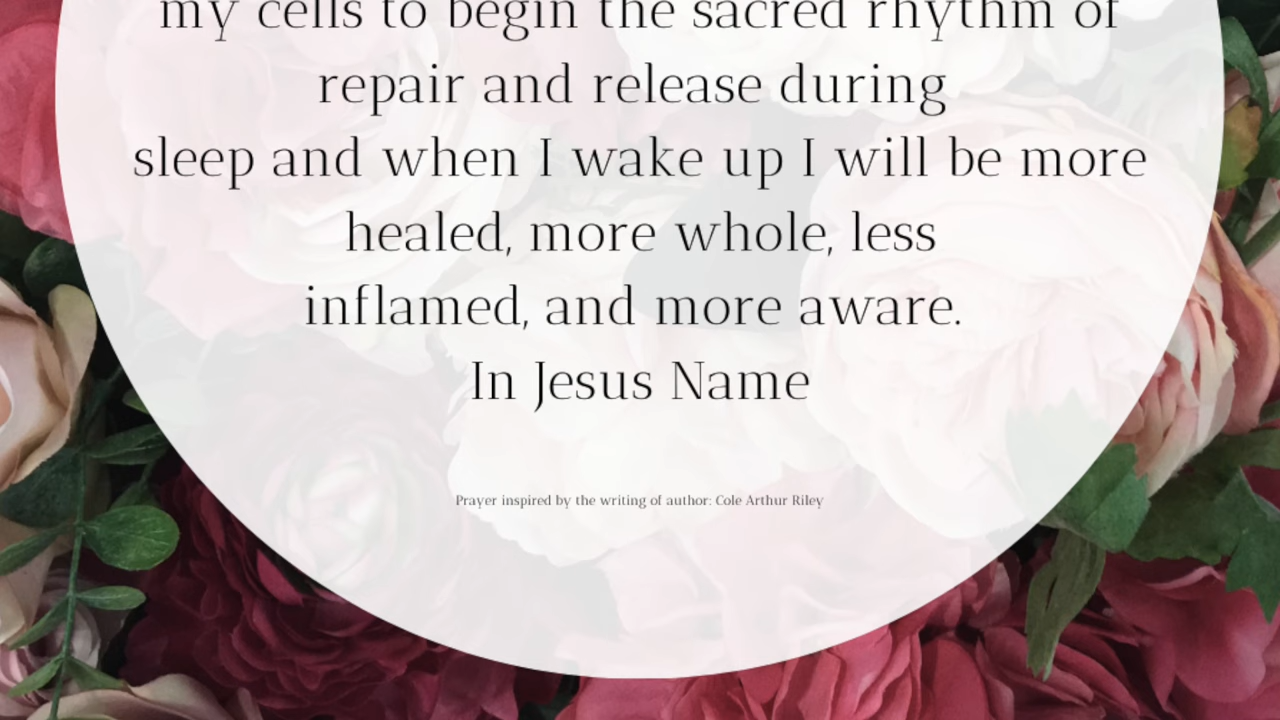 my cells to begin the sacred rhythm of
repair and release during
sleep and when I wake up I will be more
healed, more whole, less
inflamed, and more aware.
In Jesus Name
Prayer inspired by the writing of author: Cole Arthur Riley